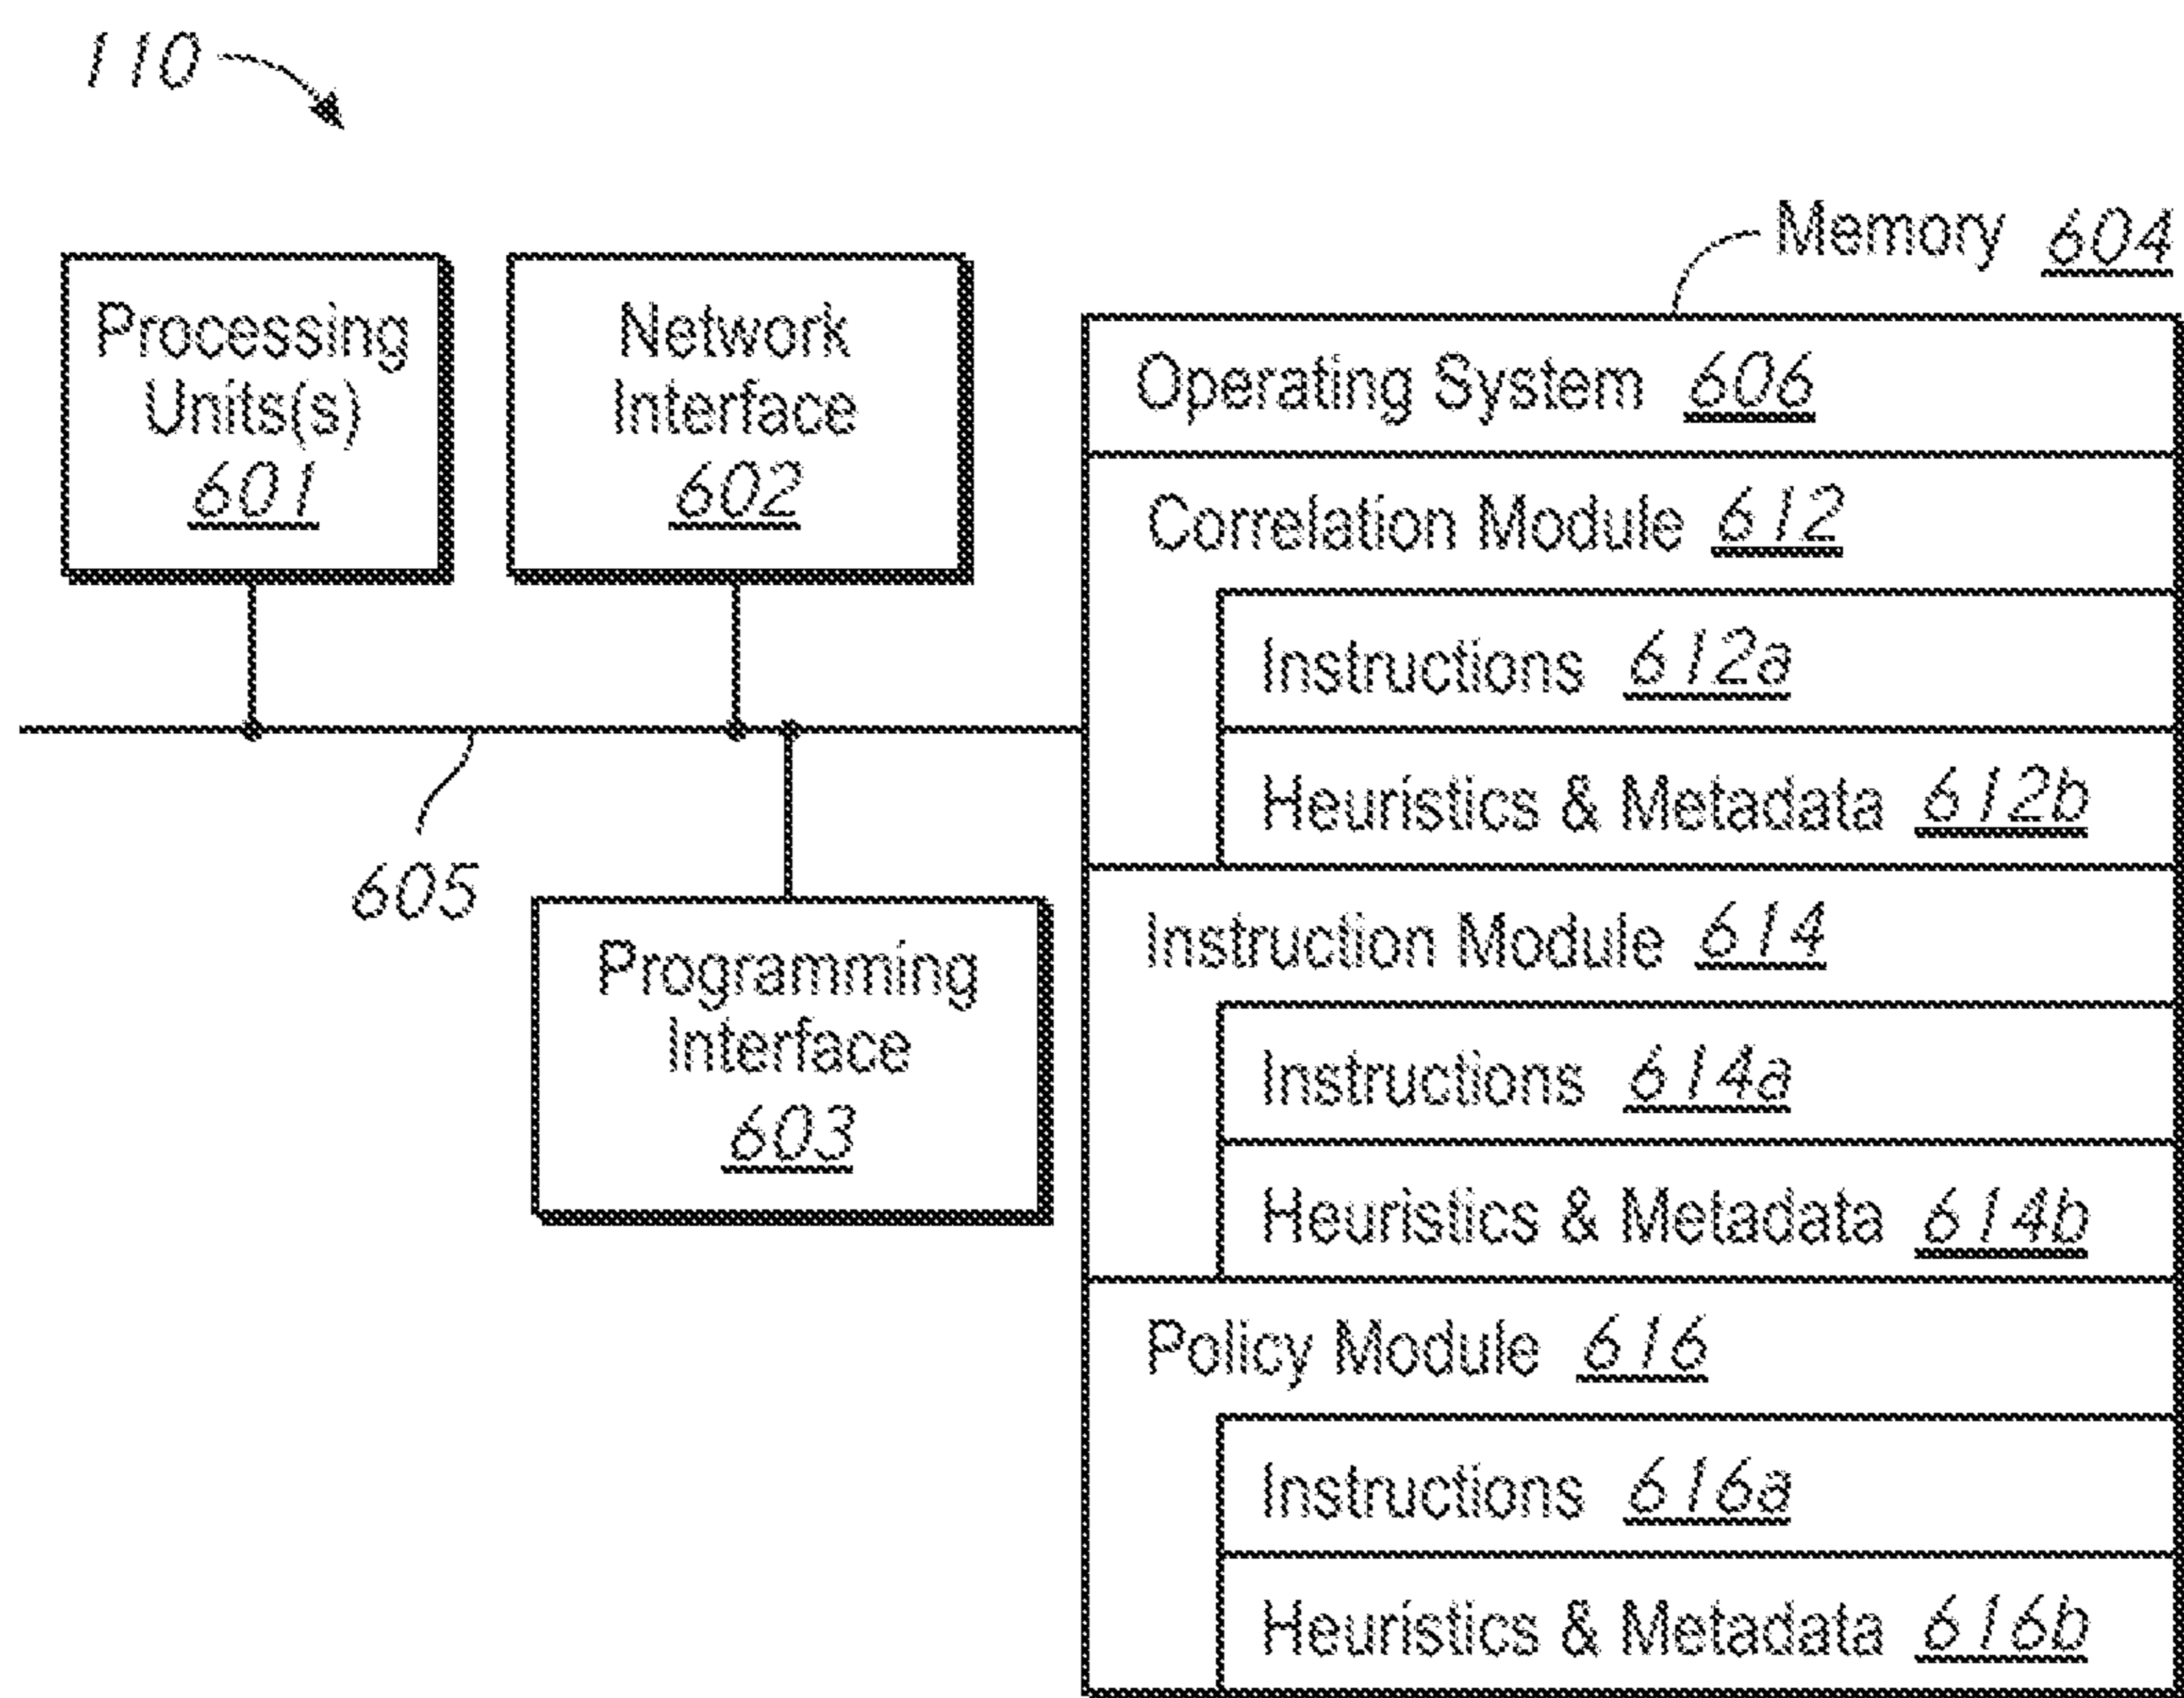 110
Memory 604
Processing
Units(s)
601
Network
Interface
602
605
Programming
Interface
603
Operating System 606
Correlation Module 612
Instructions 612a
Heuristics & Metadata 612b
Instruction Module 614
Instructions 614a
Heuristics & Metadata 614b
Policy Module 616
Instructions 616a
Heuristics & Metadata 616b